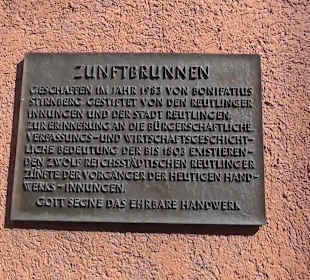 ZUNFTBRUNNEN
GESCHAFFEN IM JAHR 1983 VON BONIFATIUS
STIRNBERG GESTIFTET VON DEN REUTLINGER
INNUNGEN UND DER STADT REUTLINGEN,
ZUR ERINNERUNG AN DIE BÜRGERSCHAFTLICHE
VERFASSUNGS- UND WIRTSCHAFTSGESCHICHT-
LICHE BEDEUTUNG DER BIS 1803 EXISTIEREN-
DEN ZWÖLF REICHSSTÄDTISCHEN REUTLINGER
ZÜNFTE DER VORGÄNGER DER HEUTIGEN HAND-
WERKS-INNUNGEN.
GOTT SEGNE DAS EHRBARE HANDWERK